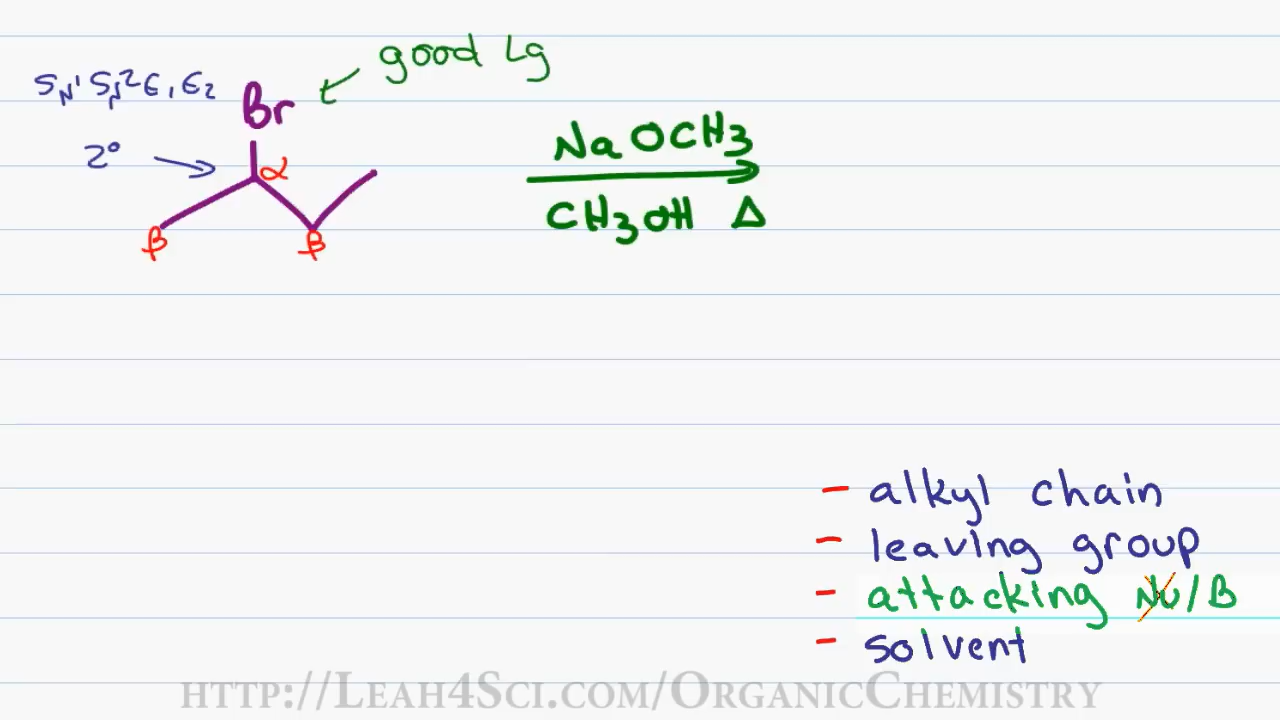 good Lg
SN1 SN2 E1 E2
Br
2°
α
β β
NaOCH3
CH3OH Δ
- alkyl chain
- leaving group
- attacking Nu/B
- solvent
http://Leah4Sci.com/OrganicChemistry